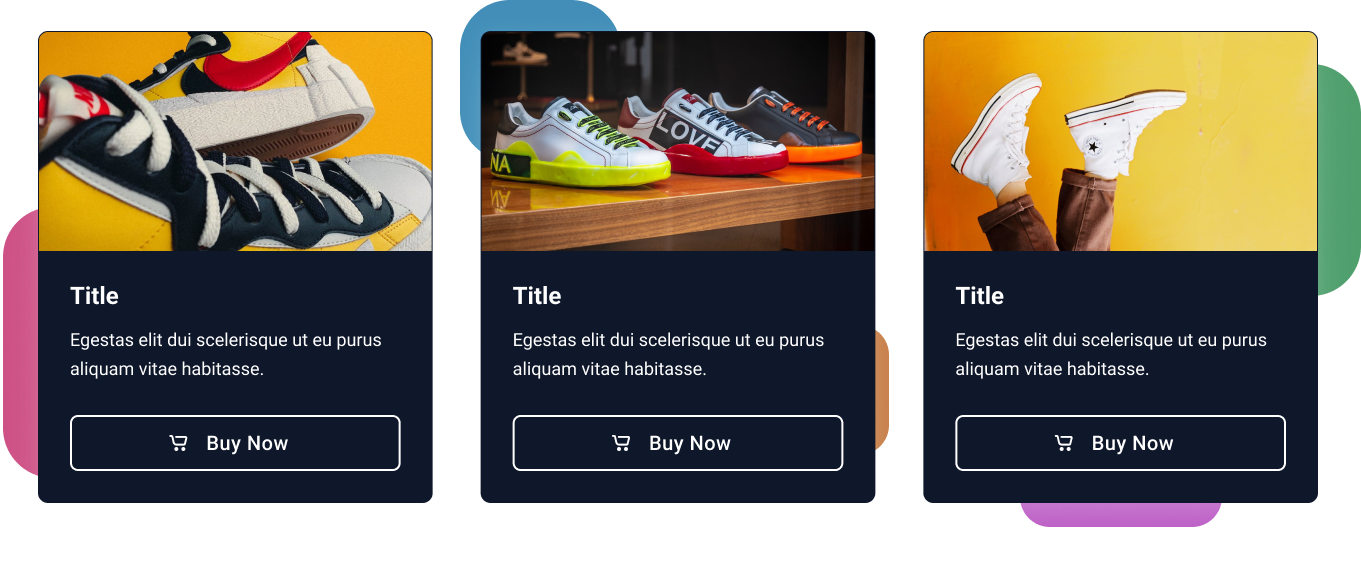 NA
LOVE
Title
Egestas elit dui scelerisque ut eu purus
aliquam vitae habitasse.
Buy Now
Title
Egestas elit dui scelerisque ut eu purus
aliquam vitae habitasse.
Buy Now
Title
Egestas elit dui scelerisque ut eu purus
aliquam vitae habitasse.
Buy Now